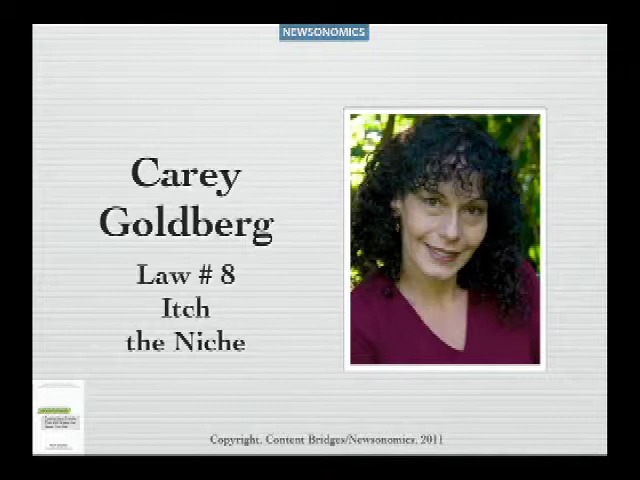 NEWSONOMICS
Carey
Goldberg
Law # 8
Itch
the Niche
Copyright. Content Bridges/Newsonomics. 2011